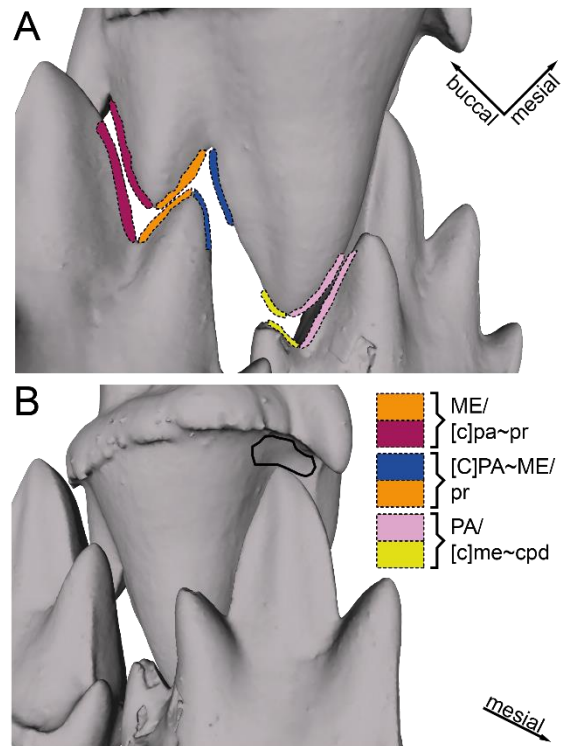 A
buccal
mesial
B
ME/
[c]pa~pr
[C]PA~ME/
pr
PA/
[c]me~cpd
mesial